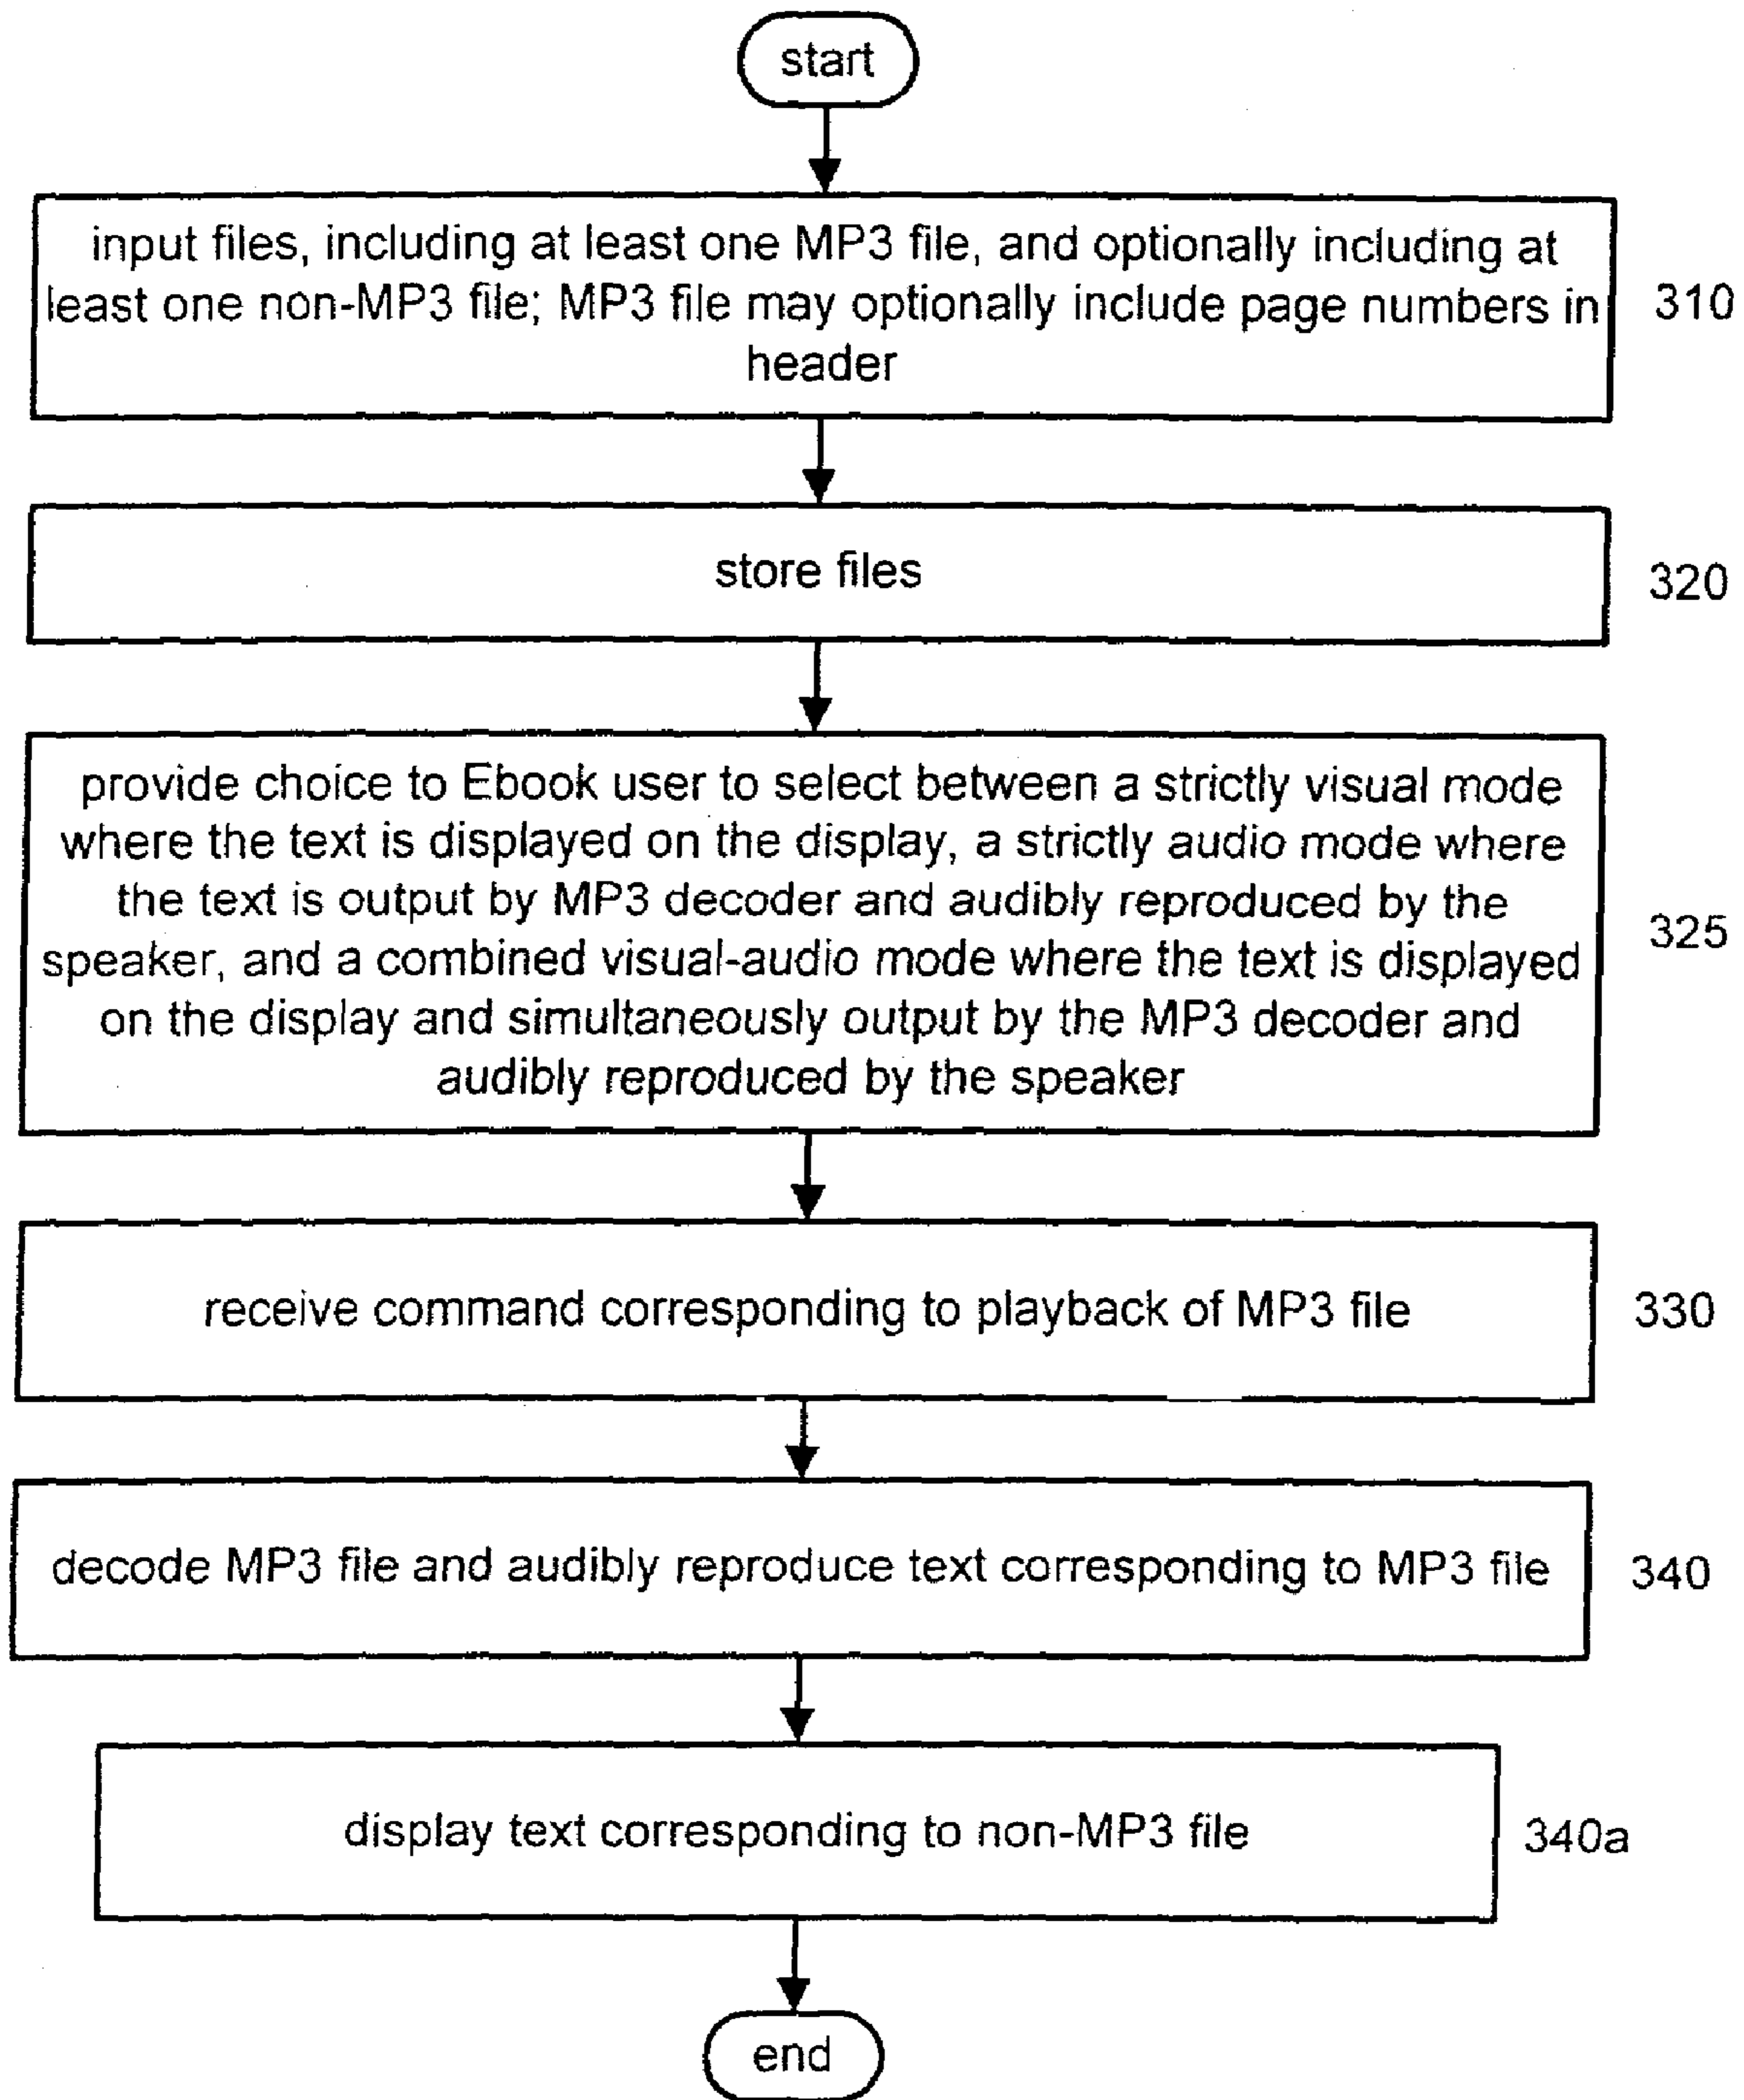 start
input files, including at least one MP3 file, and optionally including at
least one non-MP3 file; MP3 file may optionally include page numbers in
header
310
store files
320
provide choice to Ebook user to select between a strictly visual mode
where the text is displayed on the display, a strictly audio mode where
the text is output by MP3 decoder and audibly reproduced by the
speaker, and a combined visual-audio mode where the text is displayed
on the display and simultaneously output by the MP3 decoder and
audibly reproduced by the speaker
325
receive command corresponding to playback of MP3 file
330
decode MP3 file and audibly reproduce text corresponding to MP3 file
340
display text corresponding to non-MP3 file
340a
end